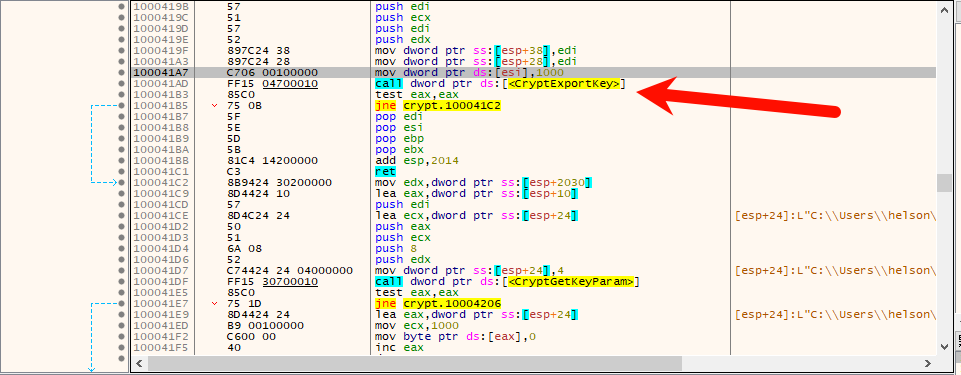 1000419B 57 push edi
1000419C 51 push ecx
1000419D 57 push edi
1000419E 52 push edx
1000419F 897C24 38 mov dword ptr ss:[esp+38],edi
100041A3 897C24 28 mov dword ptr ss:[esp+28],edi
100041A7 C706 00100000 mov dword ptr ds:[esi],1000
100041AD FF15 04700010 call dword ptr ds:[<CryptExportKey>]
100041B3 85C0 test eax,eax
100041B5 75 0B jne crypt.100041C2
100041B7 5F pop edi
100041B8 5E pop esi
100041B9 5D pop ebp
100041BA 5B pop ebx
100041BB 81C4 14200000 add esp,2014
100041C1 C3 ret
100041C2 8B9424 30200000 mov edx,dword ptr ss:[esp+2030]
100041C9 8D4424 10 lea eax,dword ptr ss:[esp+10]
100041CD 57 push edi
100041CE 8D4C24 24 lea ecx,dword ptr ss:[esp+24] [esp+24]:L"C:\\Users\\helson\
100041D2 50 push eax
100041D3 51 push ecx
100041D4 6A 08 push 8
100041D6 52 push edx
100041D7 C74424 24 04000000 mov dword ptr ss:[esp+24],4 [esp+24]:L"C:\\Users\\helson\
100041DF FF15 30700010 call dword ptr ds:[<CryptGetKeyParam>]
100041E5 85C0 test eax,eax
100041E7 75 1D jne crypt.10004206
100041E9 8D4424 24 lea eax,dword ptr ss:[esp+24] [esp+24]:L"C:\\Users\\helson\
100041ED B9 00100000 mov ecx,1000
100041F2 C600 00 mov byte ptr ds:[eax],0
100041F5 40 inc eax